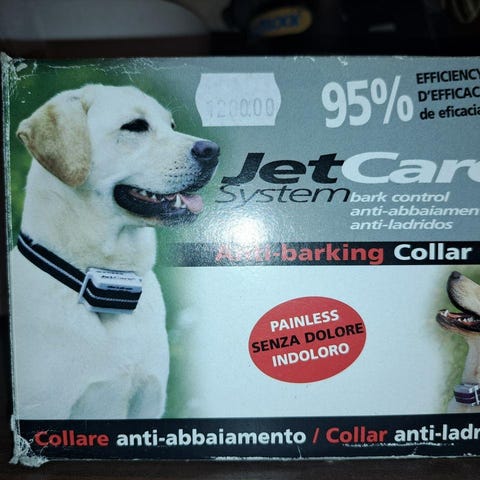 1200.00
95% EFFICIENCY
D'EFFICAC
de eficacia
JetCare
System
bark control
anti-abbaiamen
anti-ladridos
Anti-barking Collar
PAINLESS
SENZA DOLORE
INDOLORO
Collare anti-abbaiamento / Collar anti-ladr